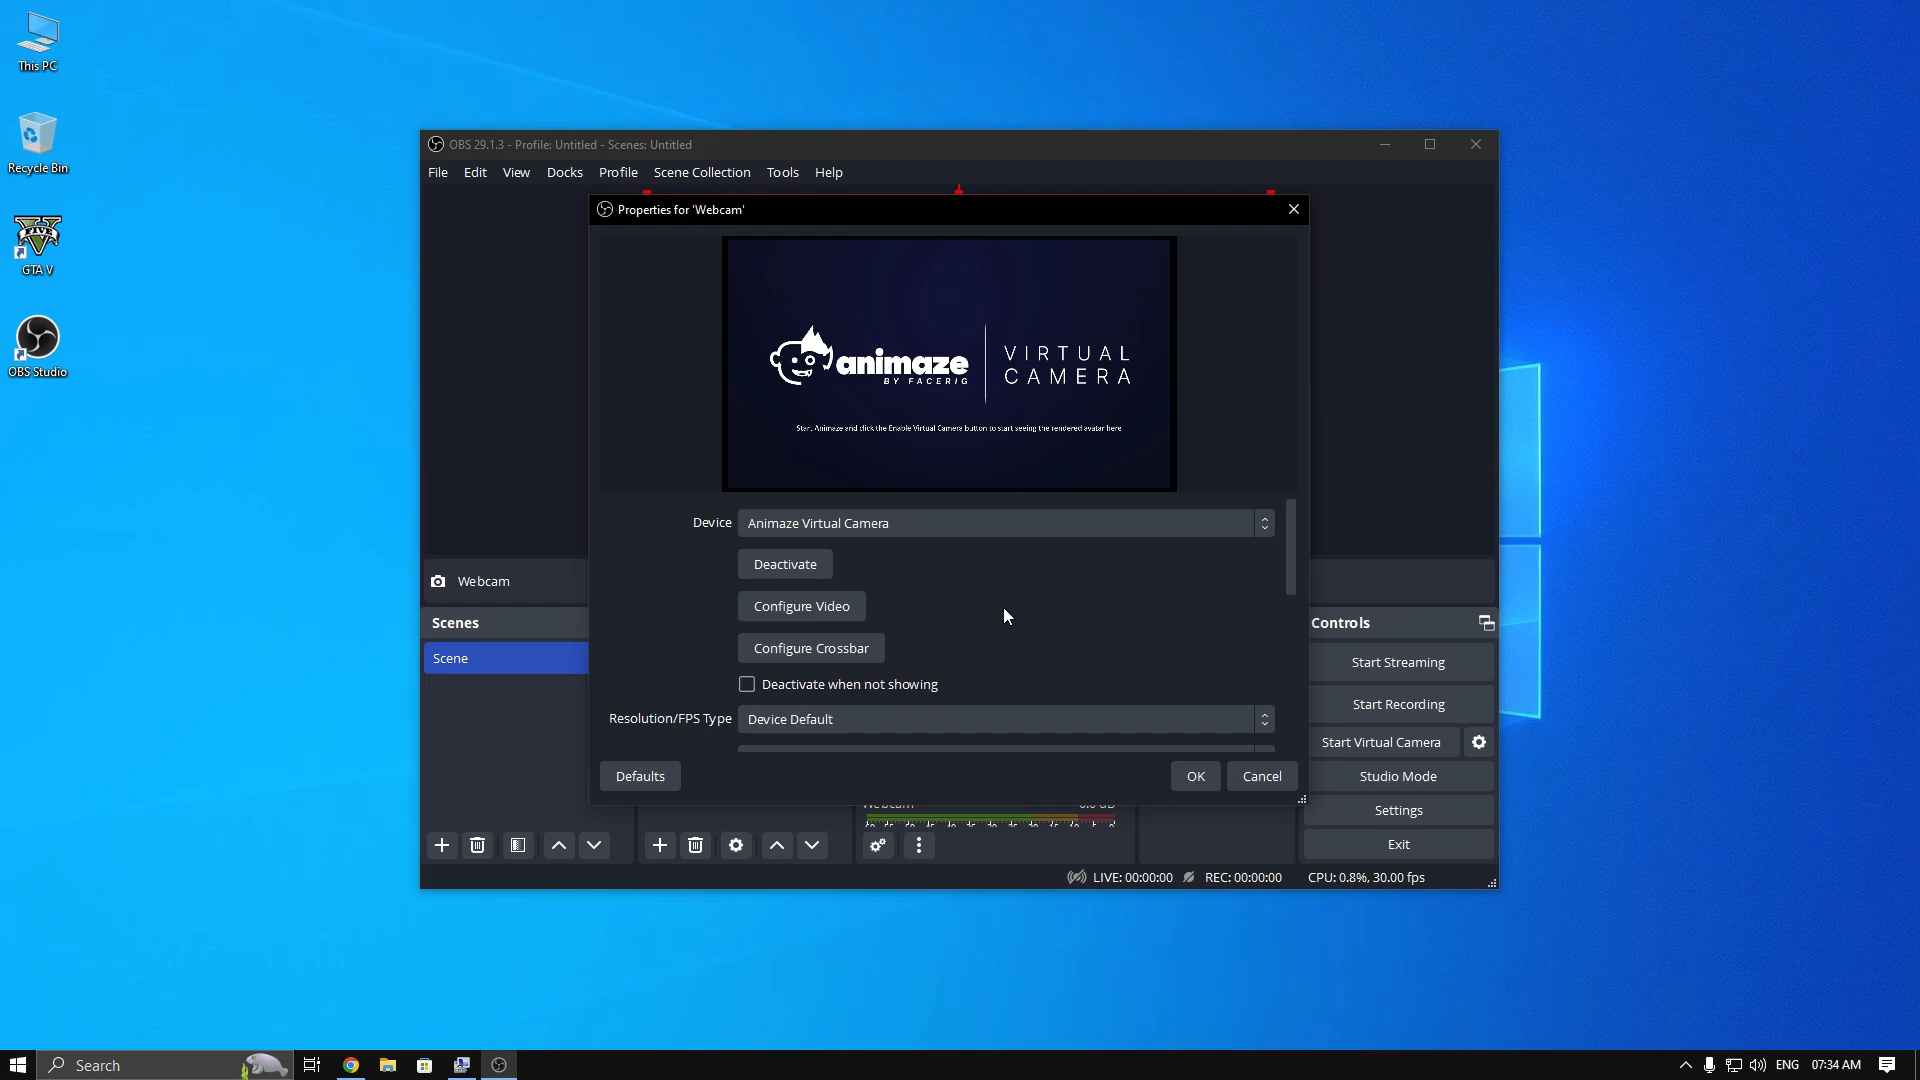 This PC
Recycle Bin
FIVE
GTA V
OBS Studio
OBS 29.1.3 - Profile: Untitled - Scenes: Untitled
File Edit View Docks Profile Scene Collection Tools Help
Properties for 'Webcam'
animaze
BY FACERIG
VIRTUAL
CAMERA
Start Animaze and click the Enable Virtual Camera button to start seeing the rendered avatar here
Device Animaze Virtual Camera
Deactivate
Configure Video
Configure Crossbar
Deactivate when not showing
Resolution/FPS Type Device Default
Defaults OK Cancel
Webcam
Scenes
Scene
Controls
Start Streaming
Start Recording
Start Virtual Camera
Studio Mode
Settings
Exit
LIVE: 00:00:00 REC: 00:00:00 CPU: 0.8%, 30.00 fps
Search
ENG 07:34 AM